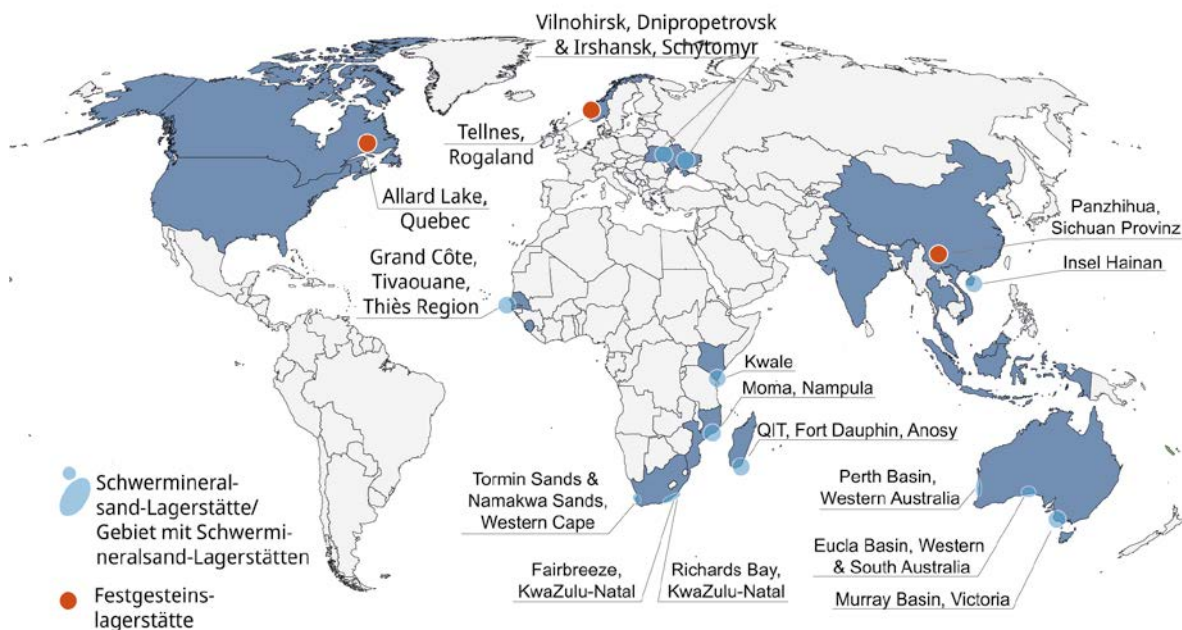 Vilnohirsk, Dnipropetrovsk
& Irshansk, Schytomyr
Tellnes,
Rogaland
Allard Lake,
Quebec
Panzhihua,
Sichuan Provinz
Insel Hainan
Grand Côte,
Tivaouane,
Thiès Region
Kwale
Moma, Nampula
QIT, Fort Dauphin, Anosy
Tormin Sands &
Namakwa Sands,
Western Cape
Perth Basin,
Western Australia
Eucla Basin, Western
& South Australia
Fairbreeze,
KwaZulu-Natal
Richards Bay,
KwaZulu-Natal
Murray Basin, Victoria
Schwermineral-
sand-Lagerstätte/
Gebiet mit Schwermi-
neralsand-Lagerstätten
Festgesteins-
lagerstätte